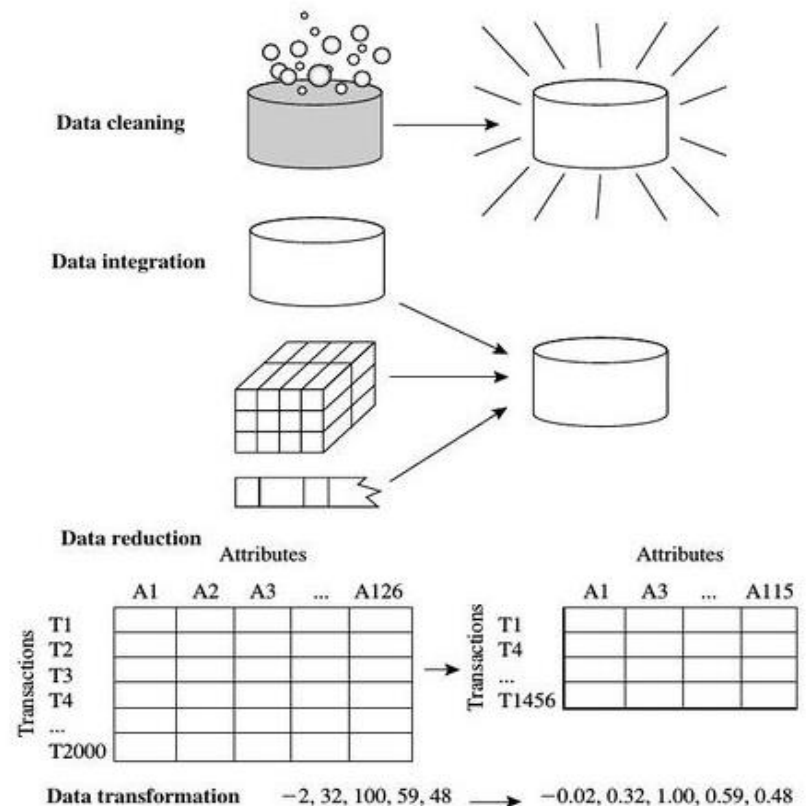 Data cleaning
Data integration
Data reduction
Attributes
A1 A2 A3 ... A126
Transactions
T1
T2
T3
T4
...
T2000
Attributes
A1 A3 ... A115
Transactions
T1
T4
...
T1456
Data transformation −2, 32, 100, 59, 48 −0.02, 0.32, 1.00, 0.59, 0.48